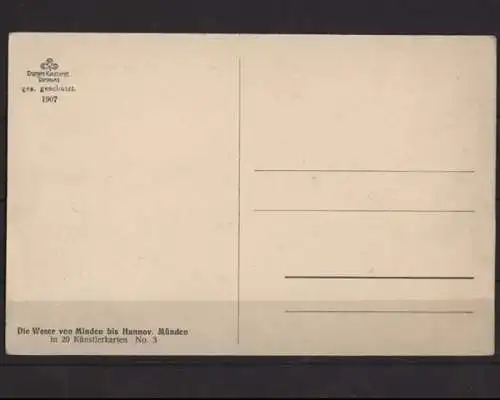 ges. geschützt.
1907
Die Weser von Minden bis Hannov. Münden
in 20 Künstlerkarten No. 3